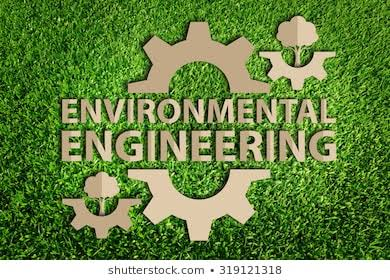 ENVIRONMENTAL
ENGINEERING
shutterstock.com • 319121318